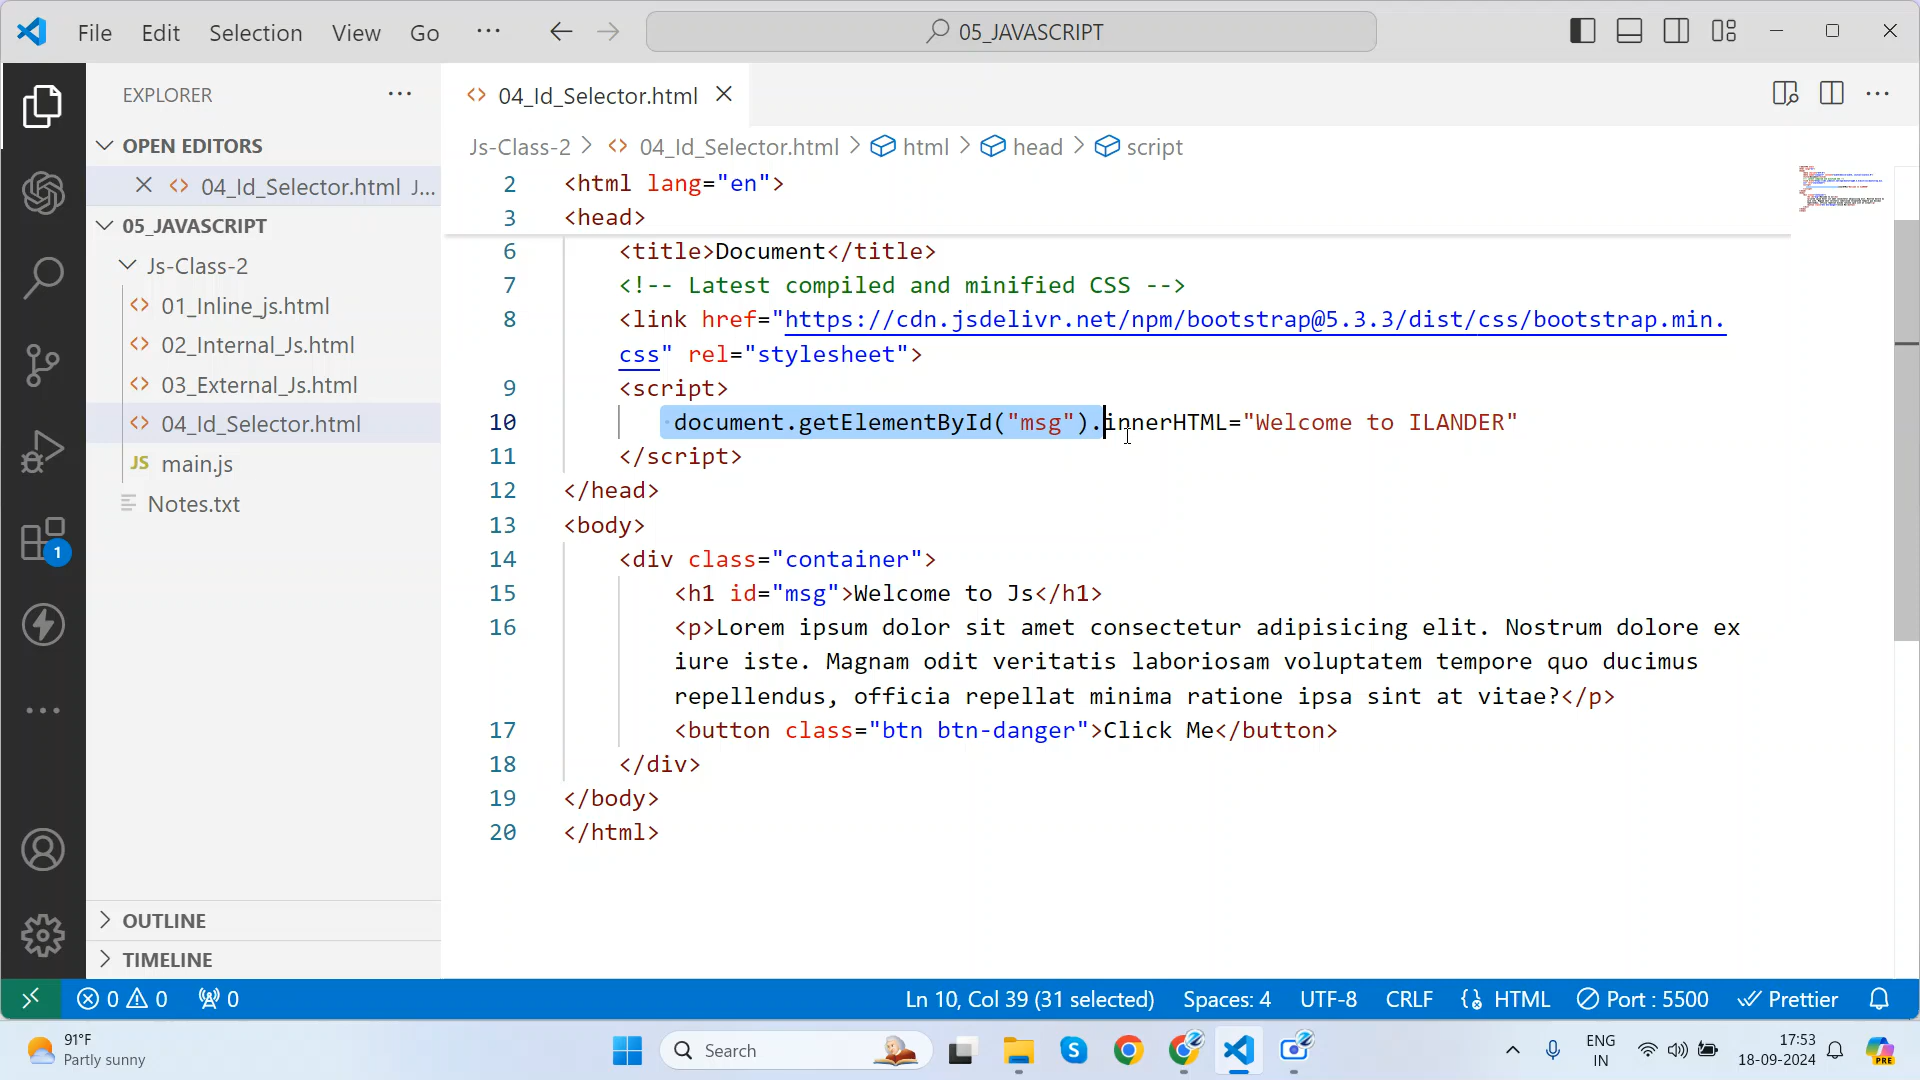 File Edit Selection View Go ··· 05_JAVASCRIPT
EXPLORER ···
OPEN EDITORS
04_Id_Selector.html J...
05_JAVASCRIPT
Js-Class-2
01_Inline_js.html
02_Internal_Js.html
03_External_Js.html
04_Id_Selector.html
JS main.js
Notes.txt
OUTLINE
TIMELINE
1
04_Id_Selector.html
Js-Class-2 > 04_Id_Selector.html > html > head > script
2 <html lang="en">
3 <head>
6 <title>Document</title>
7 <!-- Latest compiled and minified CSS -->
8 <link href="https://cdn.jsdelivr.net/npm/bootstrap@5.3.3/dist/css/bootstrap.min.
css" rel="stylesheet">
9 <script>
10 document.getElementById("msg").innerHTML="Welcome to ILANDER"
11 </script>
12 </head>
13 <body>
14 <div class="container">
15 <h1 id="msg">Welcome to Js</h1>
16 <p>Lorem ipsum dolor sit amet consectetur adipisicing elit. Nostrum dolore ex
iure iste. Magnam odit veritatis laboriosam voluptatem tempore quo ducimus
repellendus, officia repellat minima ratione ipsa sint at vitae?</p>
17 <button class="btn btn-danger">Click Me</button>
18 </div>
19 </body>
20 </html>
0 0 0 Ln 10, Col 39 (31 selected) Spaces: 4 UTF-8 CRLF HTML Port : 5500 Prettier
91°F
Partly sunny
Search
ENG
IN
17:53
18-09-2024
PRE